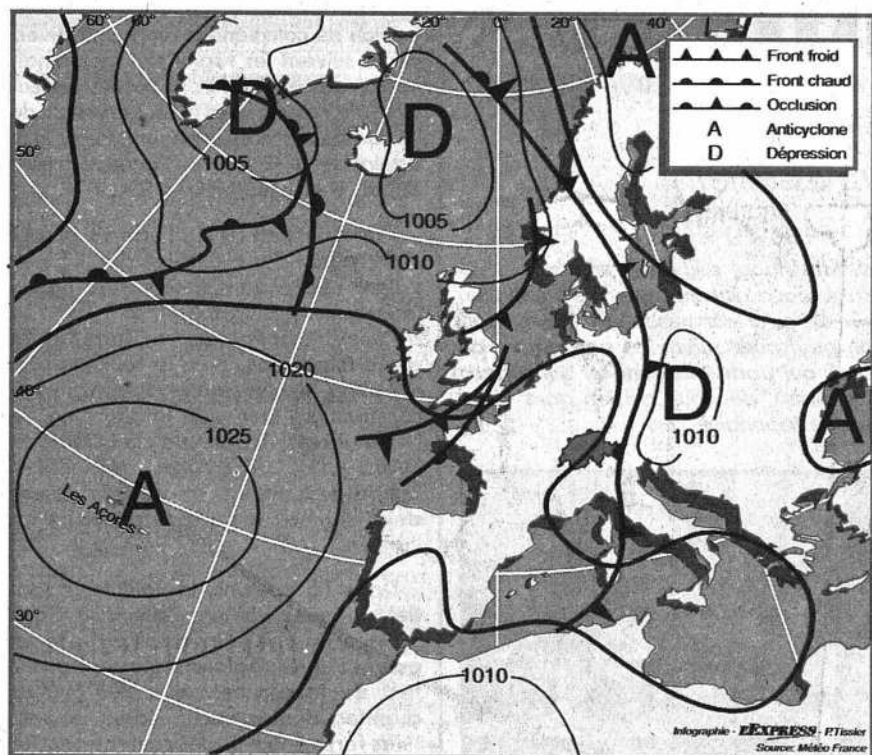 60° 60° 20° 0° 20° 40°
A
Front froid
Front chaud
Occlusion
A Anticyclone
D Dépression
D
D
50°
1005
1005
1010
1020
40°
D
A
1025
1010
A
Les Açores
30°
1010
Infographie - L'EXPRESS - P.Tissier
Source: Météo France